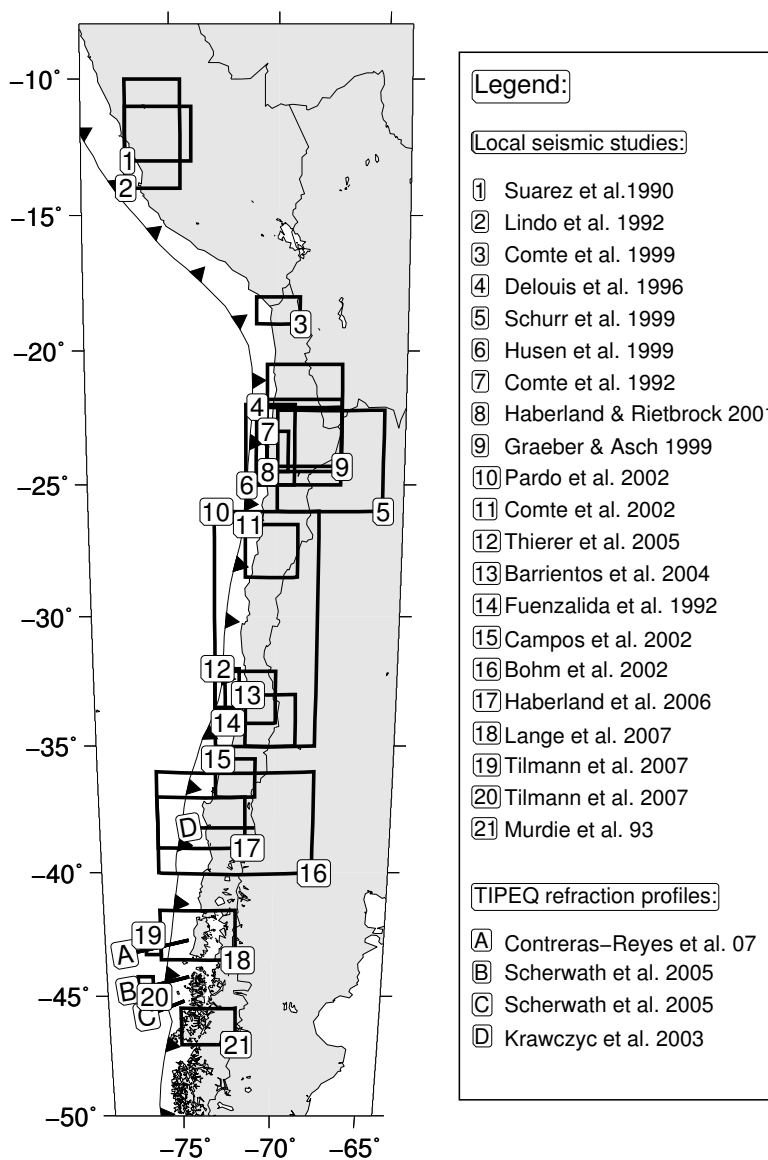 −10°
−15°
−20°
−25°
−30°
−35°
−40°
−45°
−50°
−75°
−70°
−65°
1
2
3
4
7
8
9
6
10
11
5
12
13
14
15
D
17
16
19
A
18
B
20
C
21
Legend:
Local seismic studies:
1 Suarez et al.1990
2 Lindo et al. 1992
3 Comte et al. 1999
4 Delouis et al. 1996
5 Schurr et al. 1999
6 Husen et al. 1999
7 Comte et al. 1992
8 Haberland & Rietbrock 2001
9 Graeber & Asch 1999
10 Pardo et al. 2002
11 Comte et al. 2002
12 Thierer et al. 2005
13 Barrientos et al. 2004
14 Fuenzalida et al. 1992
15 Campos et al. 2002
16 Bohm et al. 2002
17 Haberland et al. 2006
18 Lange et al. 2007
19 Tilmann et al. 2007
20 Tilmann et al. 2007
21 Murdie et al. 93
TIPEQ refraction profiles:
A Contreras−Reyes et al. 07
B Scherwath et al. 2005
C Scherwath et al. 2005
D Krawczyc et al. 2003